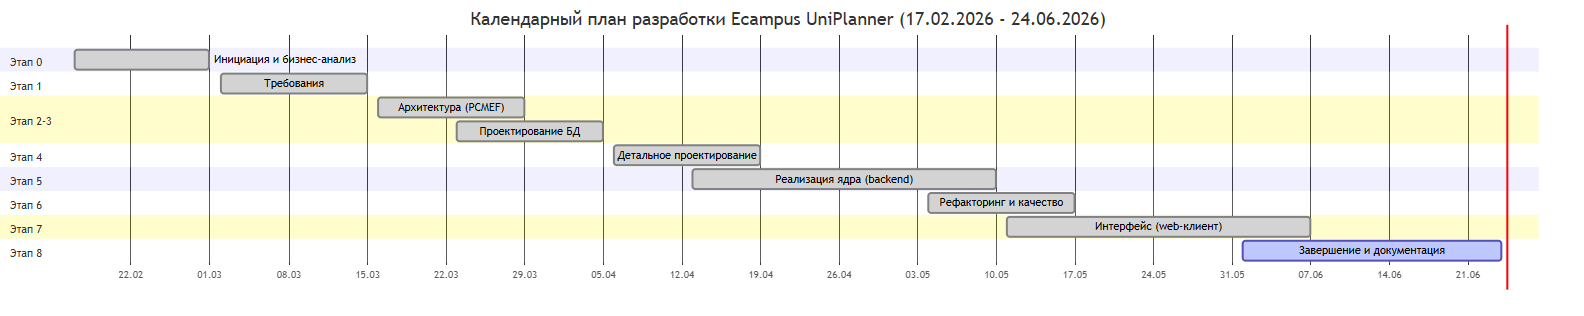 Календарный план разработки Ecampus UniPlanner (17.02.2026 - 24.06.2026)
Этап 0 Инициация и бизнес-анализ
Этап 1 Требования
Архитектура (PCMEF)
Этап 2-3
Проектирование БД
Этап 4 Детальное проектирование
Этап 5 Реализация ядра (backend)
Этап 6 Рефакторинг и качество
Этап 7 Интерфейс (web-клиент)
Этап 8 Завершение и документация
22.02 01.03 08.03 15.03 22.03 29.03 05.04 12.04 19.04 26.04 03.05 10.05 17.05 24.05 31.05 07.06 14.06 21.06